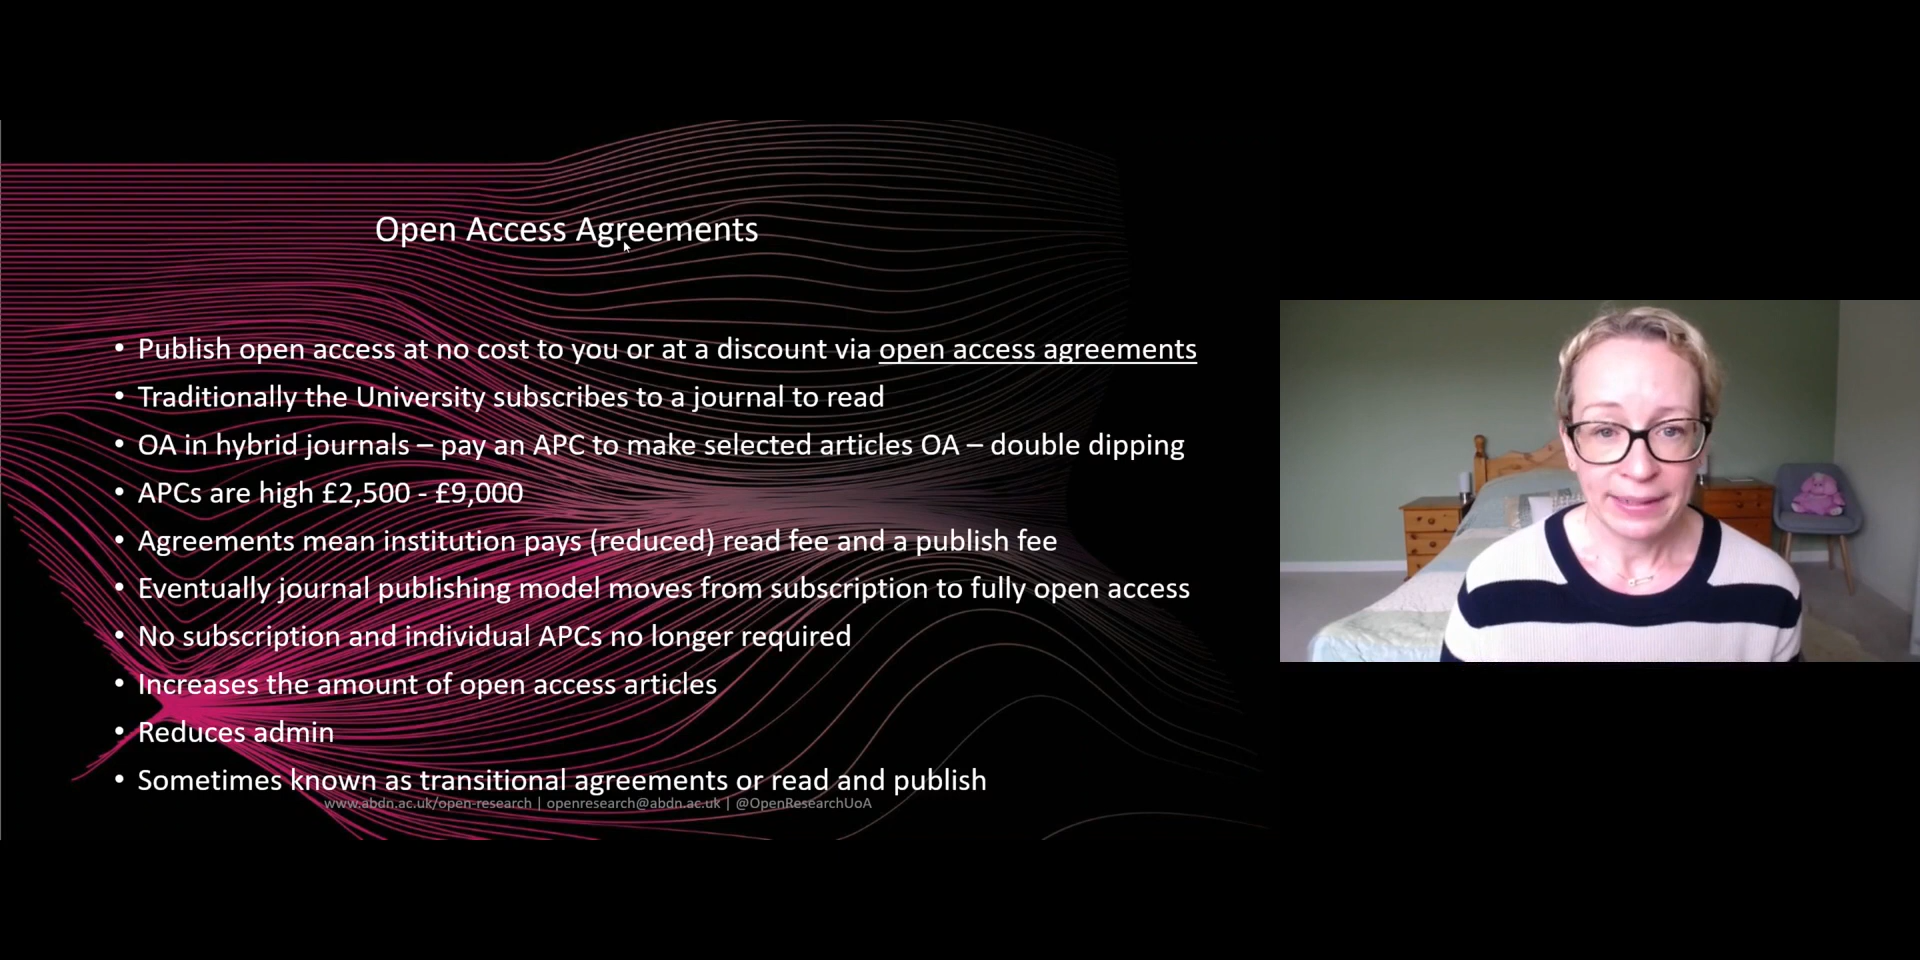 Open Access Agreements
• Publish open access at no cost to you or at a discount via open access agreements
• Traditionally the University subscribes to a journal to read
• OA in hybrid journals – pay an APC to make selected articles OA – double dipping
• APCs are high £2,500 - £9,000
• Agreements mean institution pays (reduced) read fee and a publish fee
• Eventually journal publishing model moves from subscription to fully open access
• No subscription and individual APCs no longer required
• Increases the amount of open access articles
• Reduces admin
• Sometimes known as transitional agreements or read and publish
www.abdn.ac.uk/open-research | openresearch@abdn.ac.uk | @OpenResearchUoA